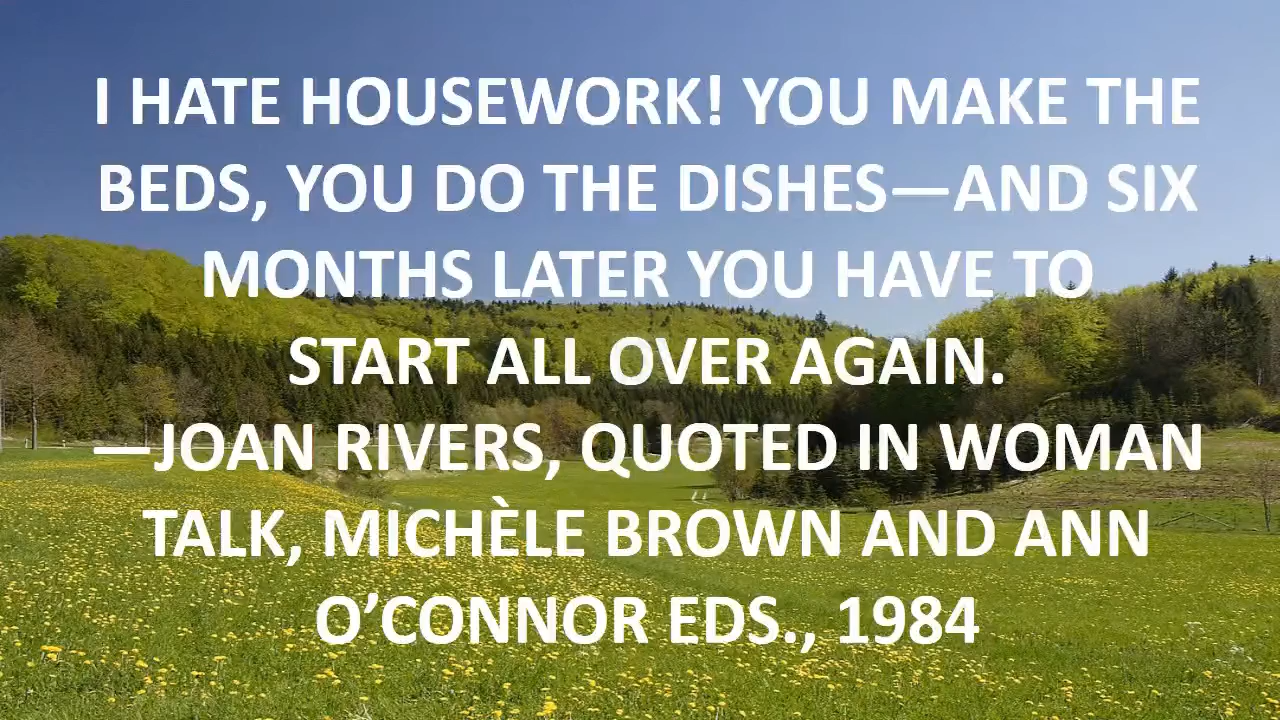 I HATE HOUSEWORK! YOU MAKE THE
BEDS, YOU DO THE DISHES—AND SIX
MONTHS LATER YOU HAVE TO
START ALL OVER AGAIN.
—JOAN RIVERS, QUOTED IN WOMAN
TALK, MICHÈLE BROWN AND ANN
O’CONNOR EDS., 1984